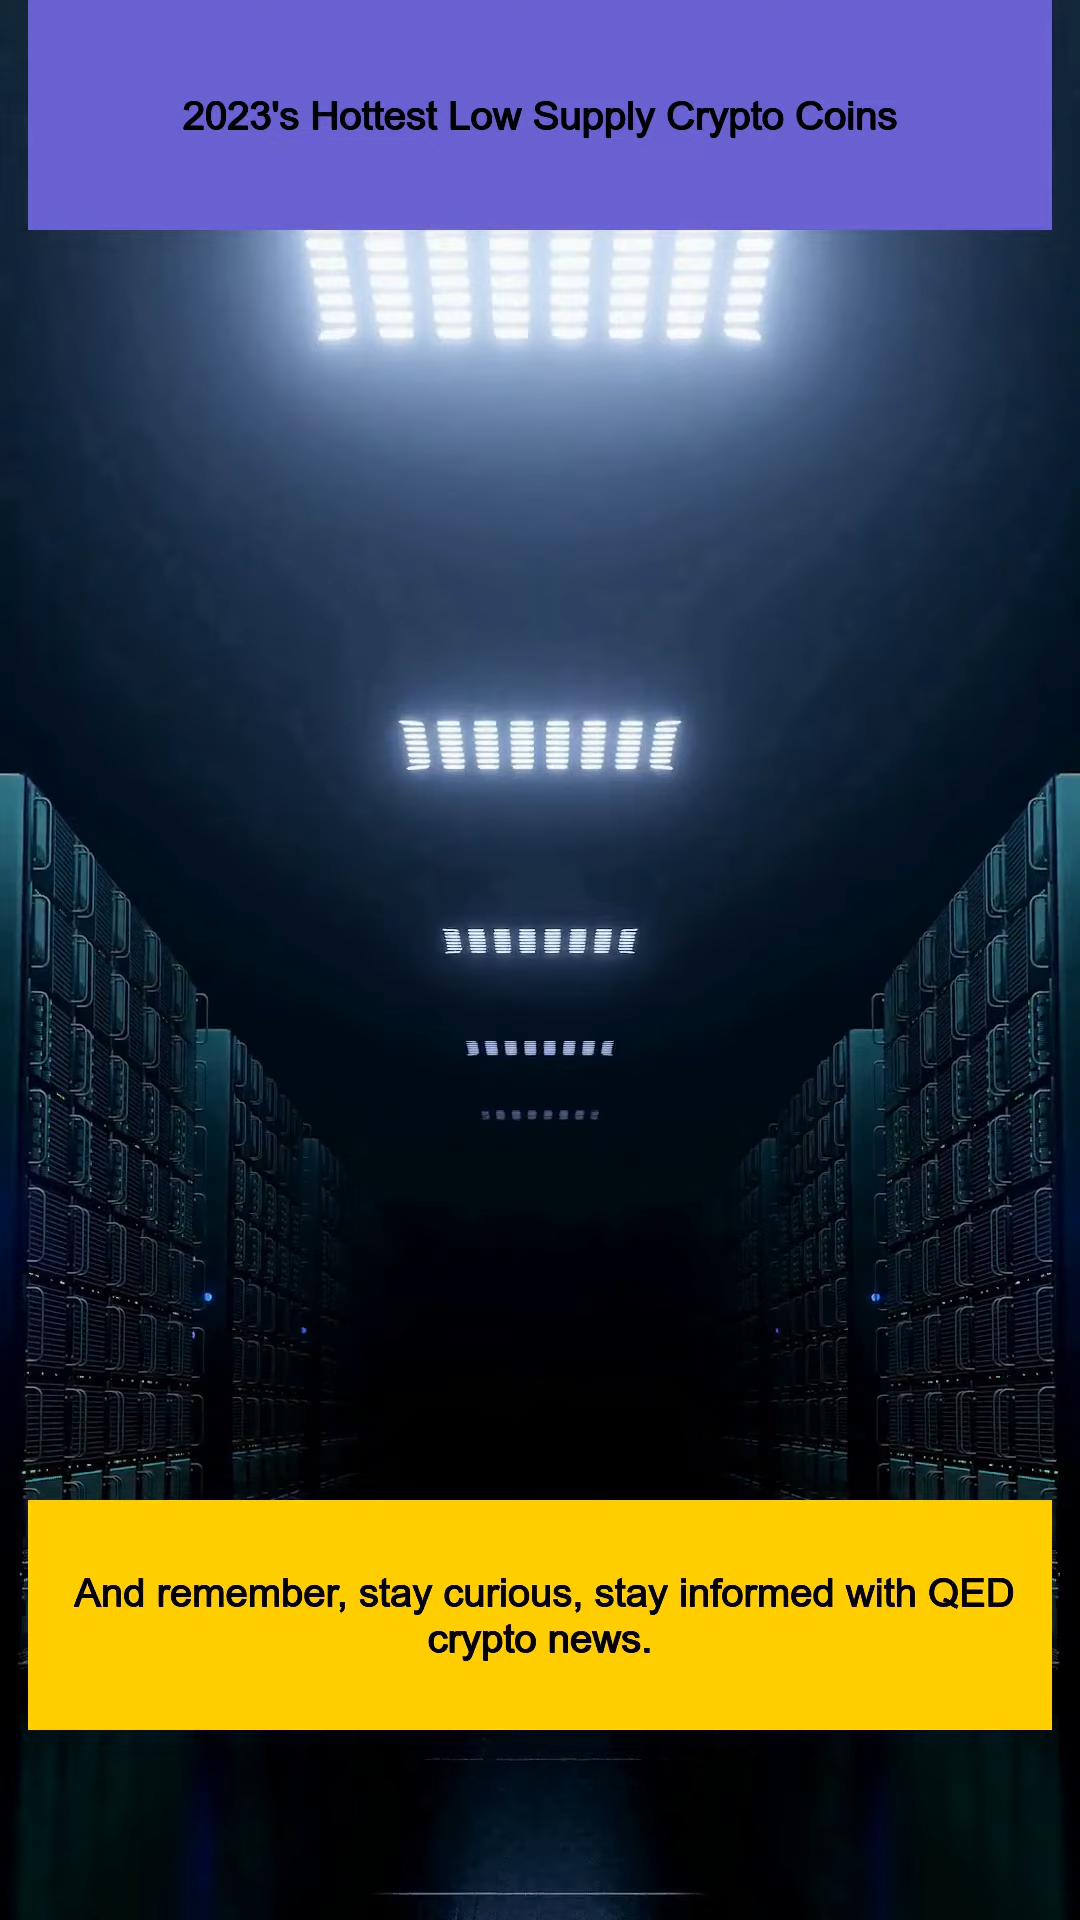 2023's Hottest Low Supply Crypto Coins
And remember, stay curious, stay informed with QED
crypto news.